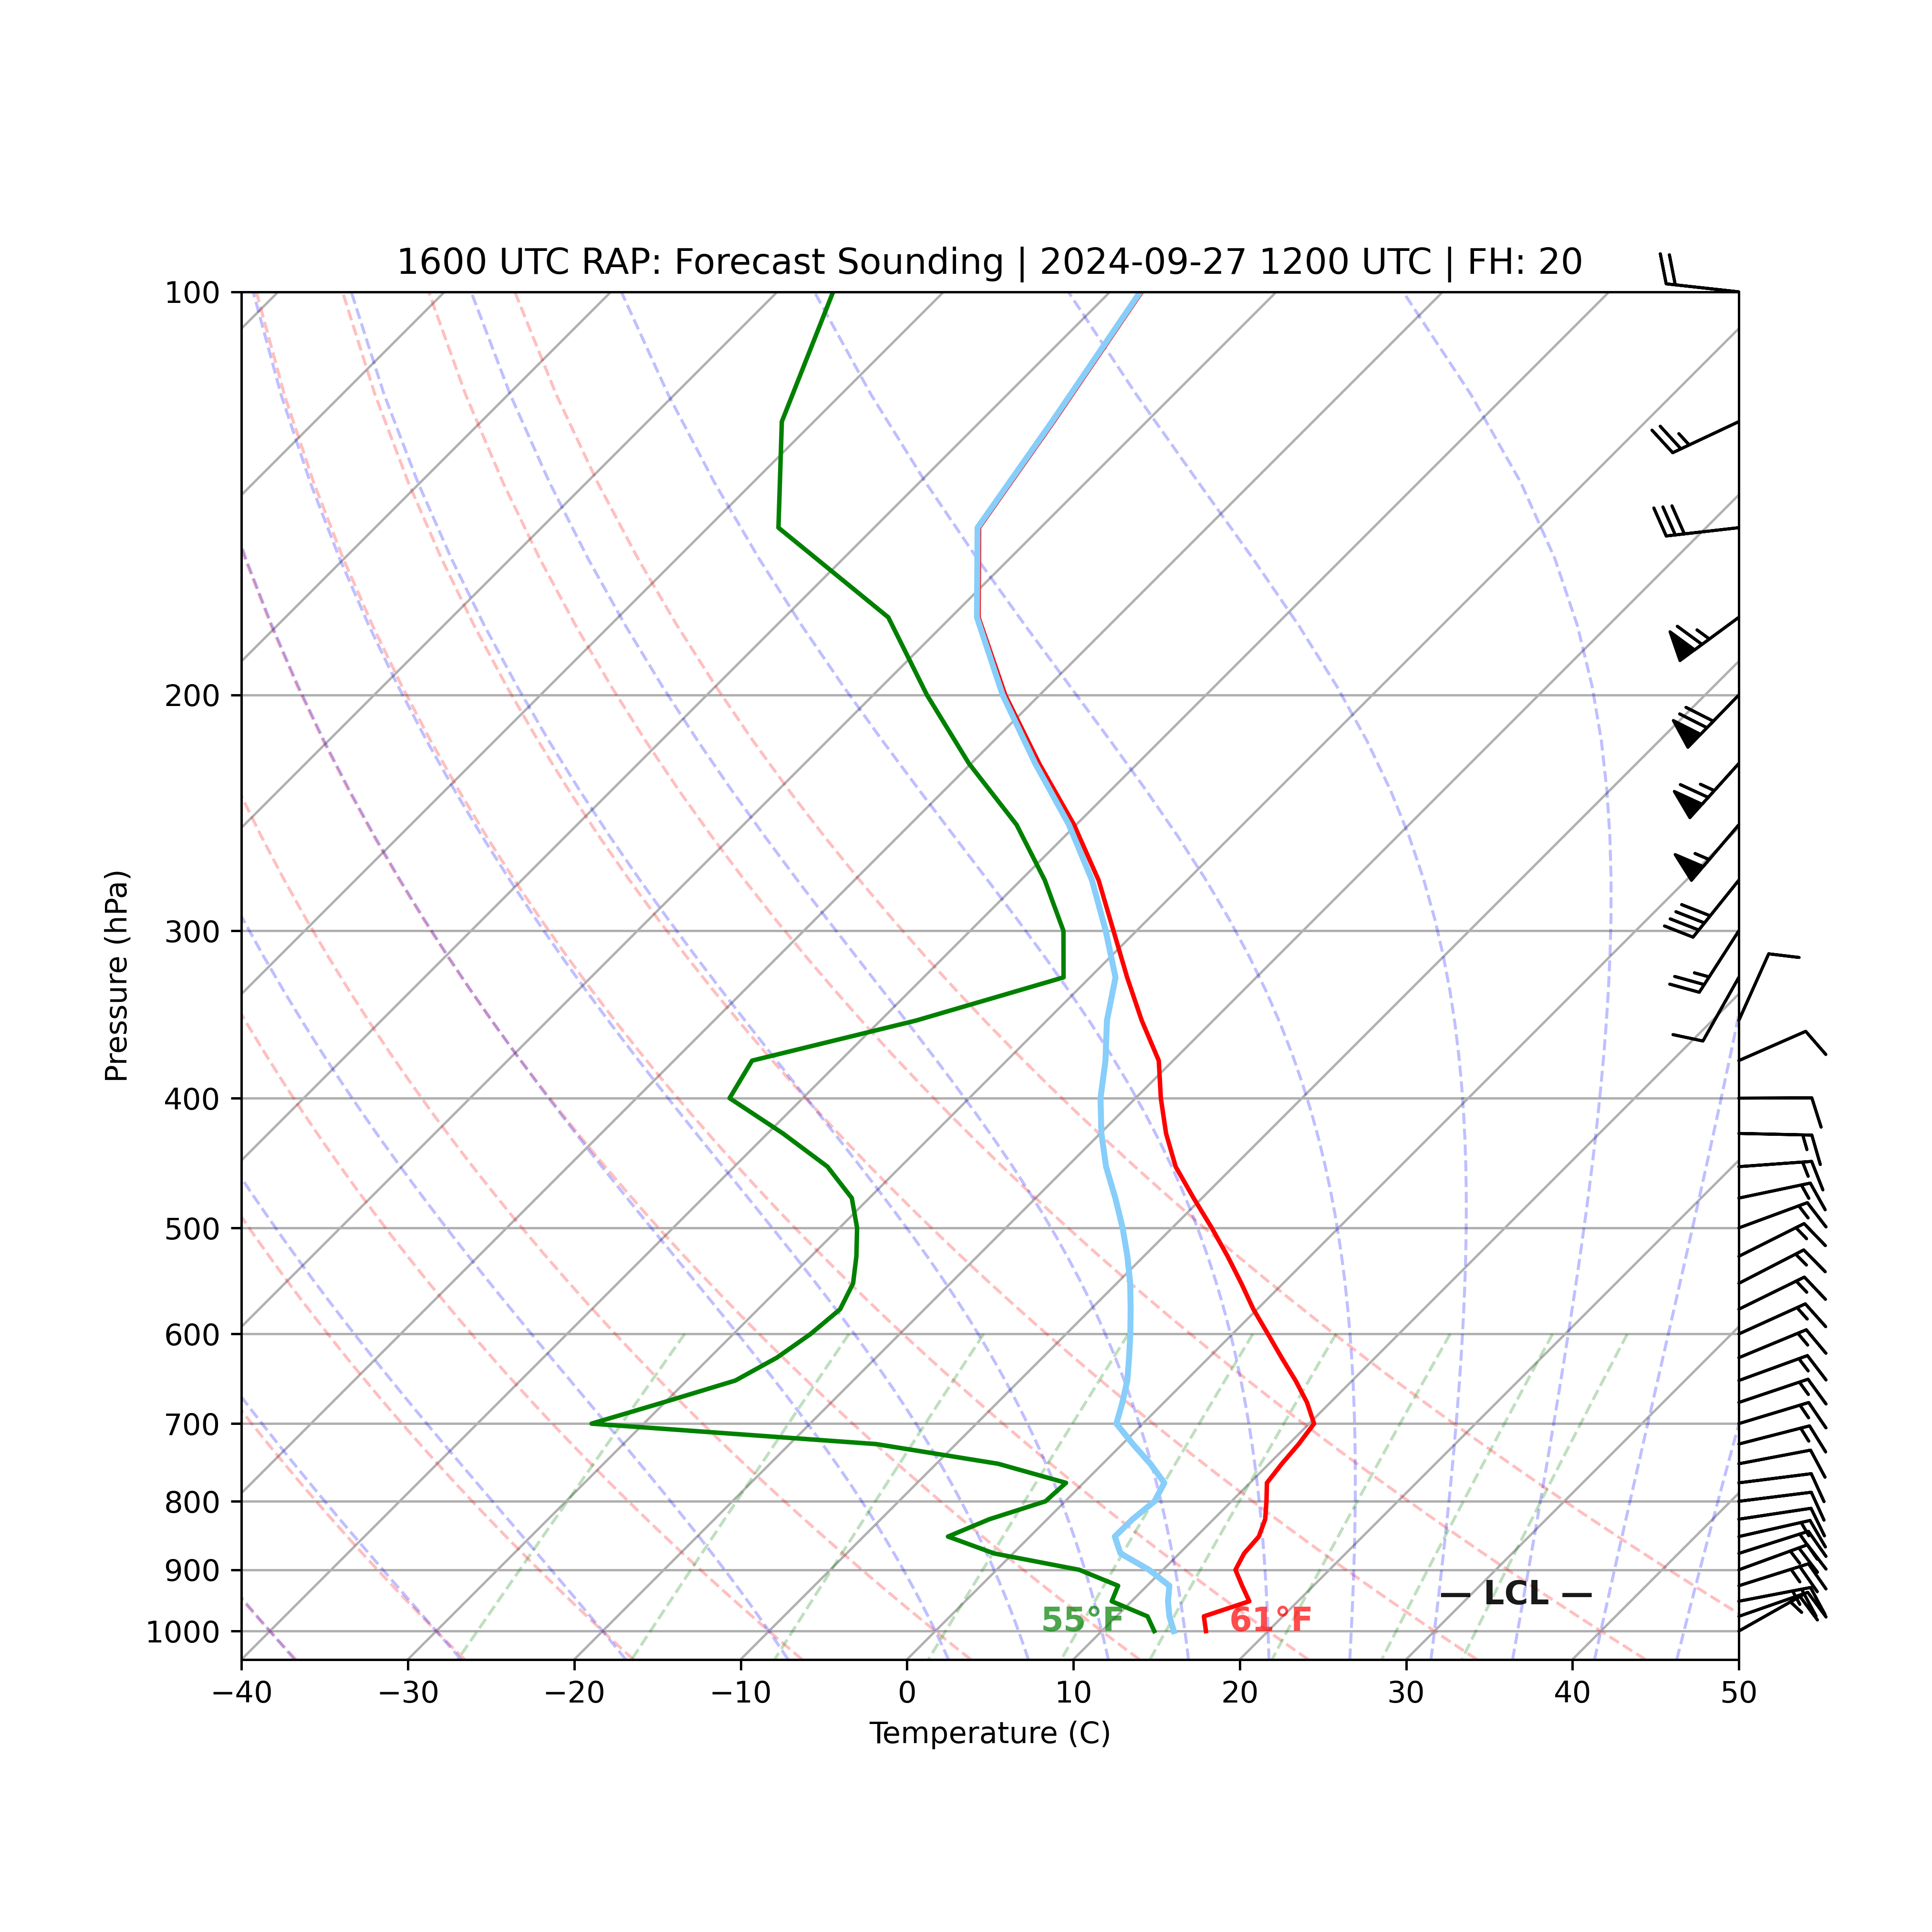 1600 UTC RAP: Forecast Sounding | 2024-09-27 1200 UTC | FH: 20
100
200
300
400
500
600
700
800
900
1000
Pressure (hPa)
— LCL —
55°F 61°F
−40 −30 −20 −10 0 10 20 30 40 50
Temperature (C)